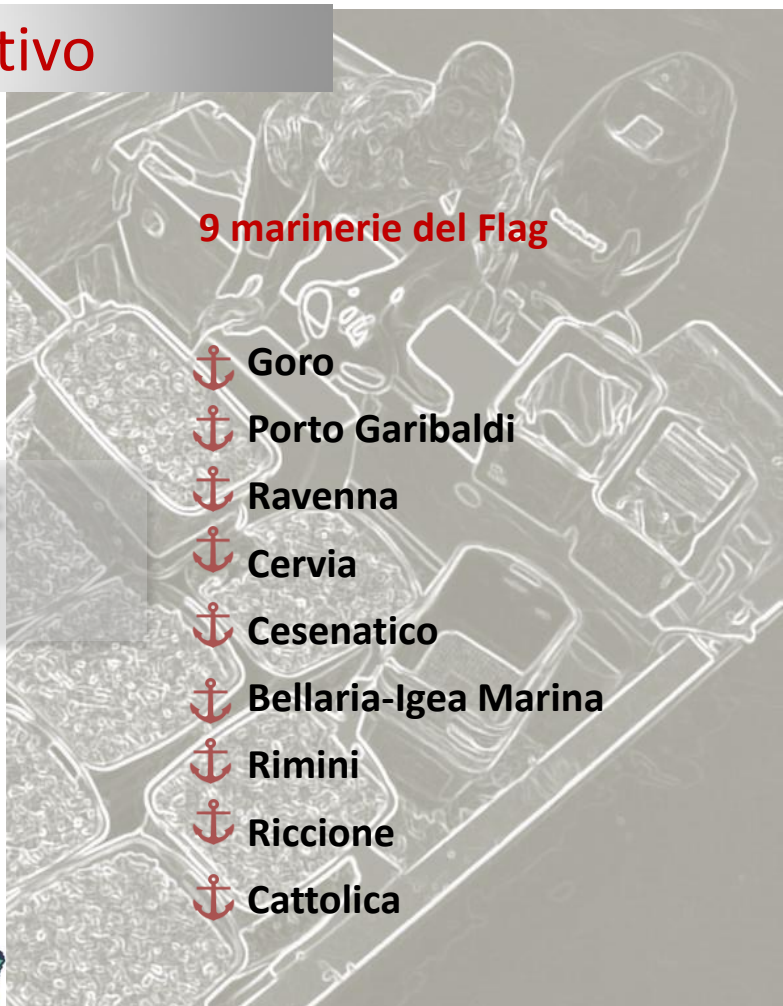 tivo
9 marinerie del Flag
Goro
Porto Garibaldi
Ravenna
Cervia
Cesenatico
Bellaria-Igea Marina
Rimini
Riccione
Cattolica